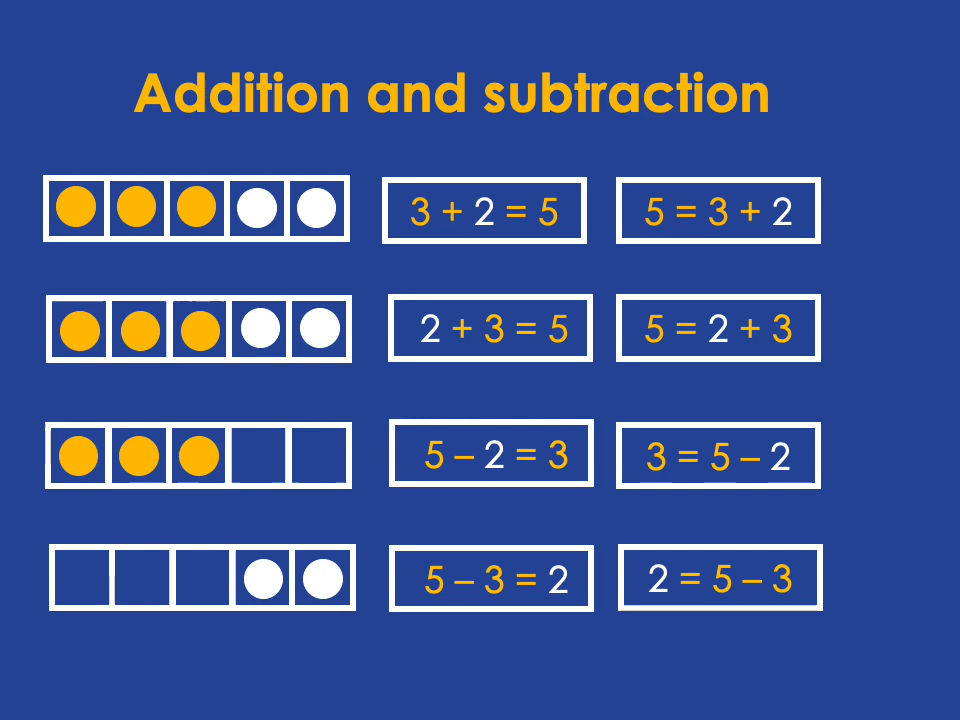 Addition and subtraction
3 + 2 = 5
5 = 3 + 2
2 + 3 = 5
5 = 2 + 3
5 – 2 = 3
3 = 5 – 2
5 – 3 = 2
2 = 5 – 3